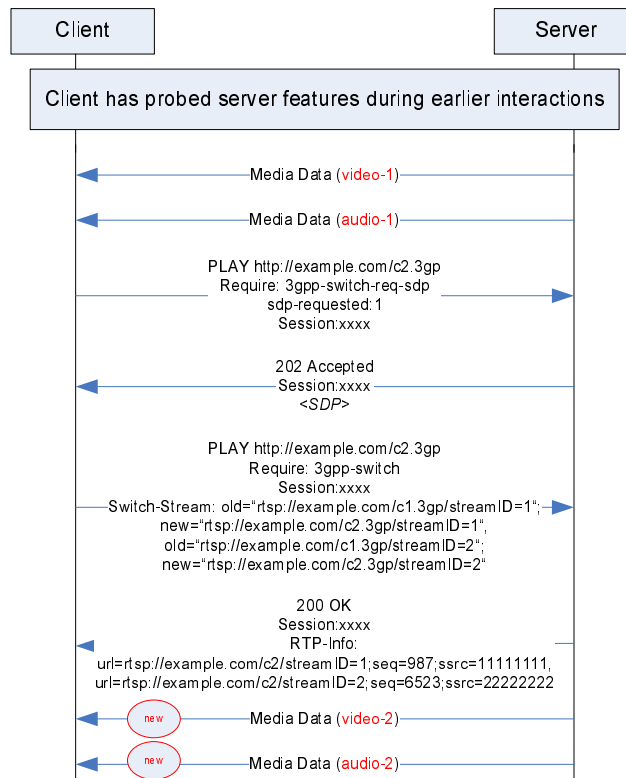 Client
Server
Client has probed server features during earlier interactions
Media Data (video-1)
Media Data (audio-1)
PLAY http://example.com/c2.3gp
Require: 3gpp-switch-req-sdp
sdp-requested:1
Session:xxxx
202 Accepted
Session:xxxx
<SDP>
PLAY http://example.com/c2.3gp
Require: 3gpp-switch
Session:xxxx
Switch-Stream: old=“rtsp://example.com/c1.3gp/streamID=1“;
new=“rtsp://example.com/c2.3gp/streamID=1“,
old=“rtsp://example.com/c1.3gp/streamID=2“;
new=“rtsp://example.com/c2.3gp/streamID=2“
200 OK
Session:xxxx
RTP-Info:
url=rtsp://example.com/c2/streamID=1;seq=987;ssrc=11111111,
url=rtsp://example.com/c2/streamID=2;seq=6523;ssrc=22222222
new
Media Data (video-2)
new
Media Data (audio-2)